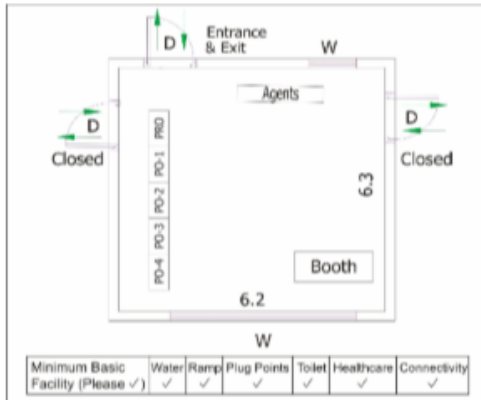 Entrance
& Exit
D
W
Agents
D
Closed
D
Closed
PRO
PO-1
PO-2
PO-3
PO-4
6.3
Booth
6.2
W
Minimum Basic Facility (Please ✓) Water Ramp Plug Points Toilet Healthcare Connectivity
✓ ✓ ✓ ✓ ✓ ✓